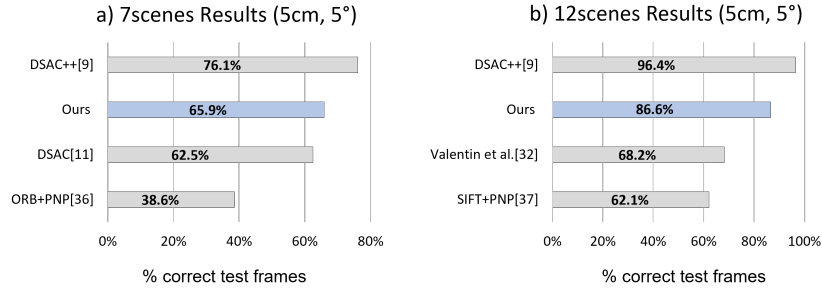 a) 7scenes Results (5cm, 5°)
DSAC++[9]
76.1%
Ours
65.9%
DSAC[11]
62.5%
ORB+PNP[36]
38.6%
0% 20% 40% 60% 80%
% correct test frames
b) 12scenes Results (5cm, 5°)
DSAC++[9]
96.4%
Ours
86.6%
Valentin et al.[32]
68.2%
SIFT+PNP[37]
62.1%
0% 20% 40% 60% 80% 100%
% correct test frames